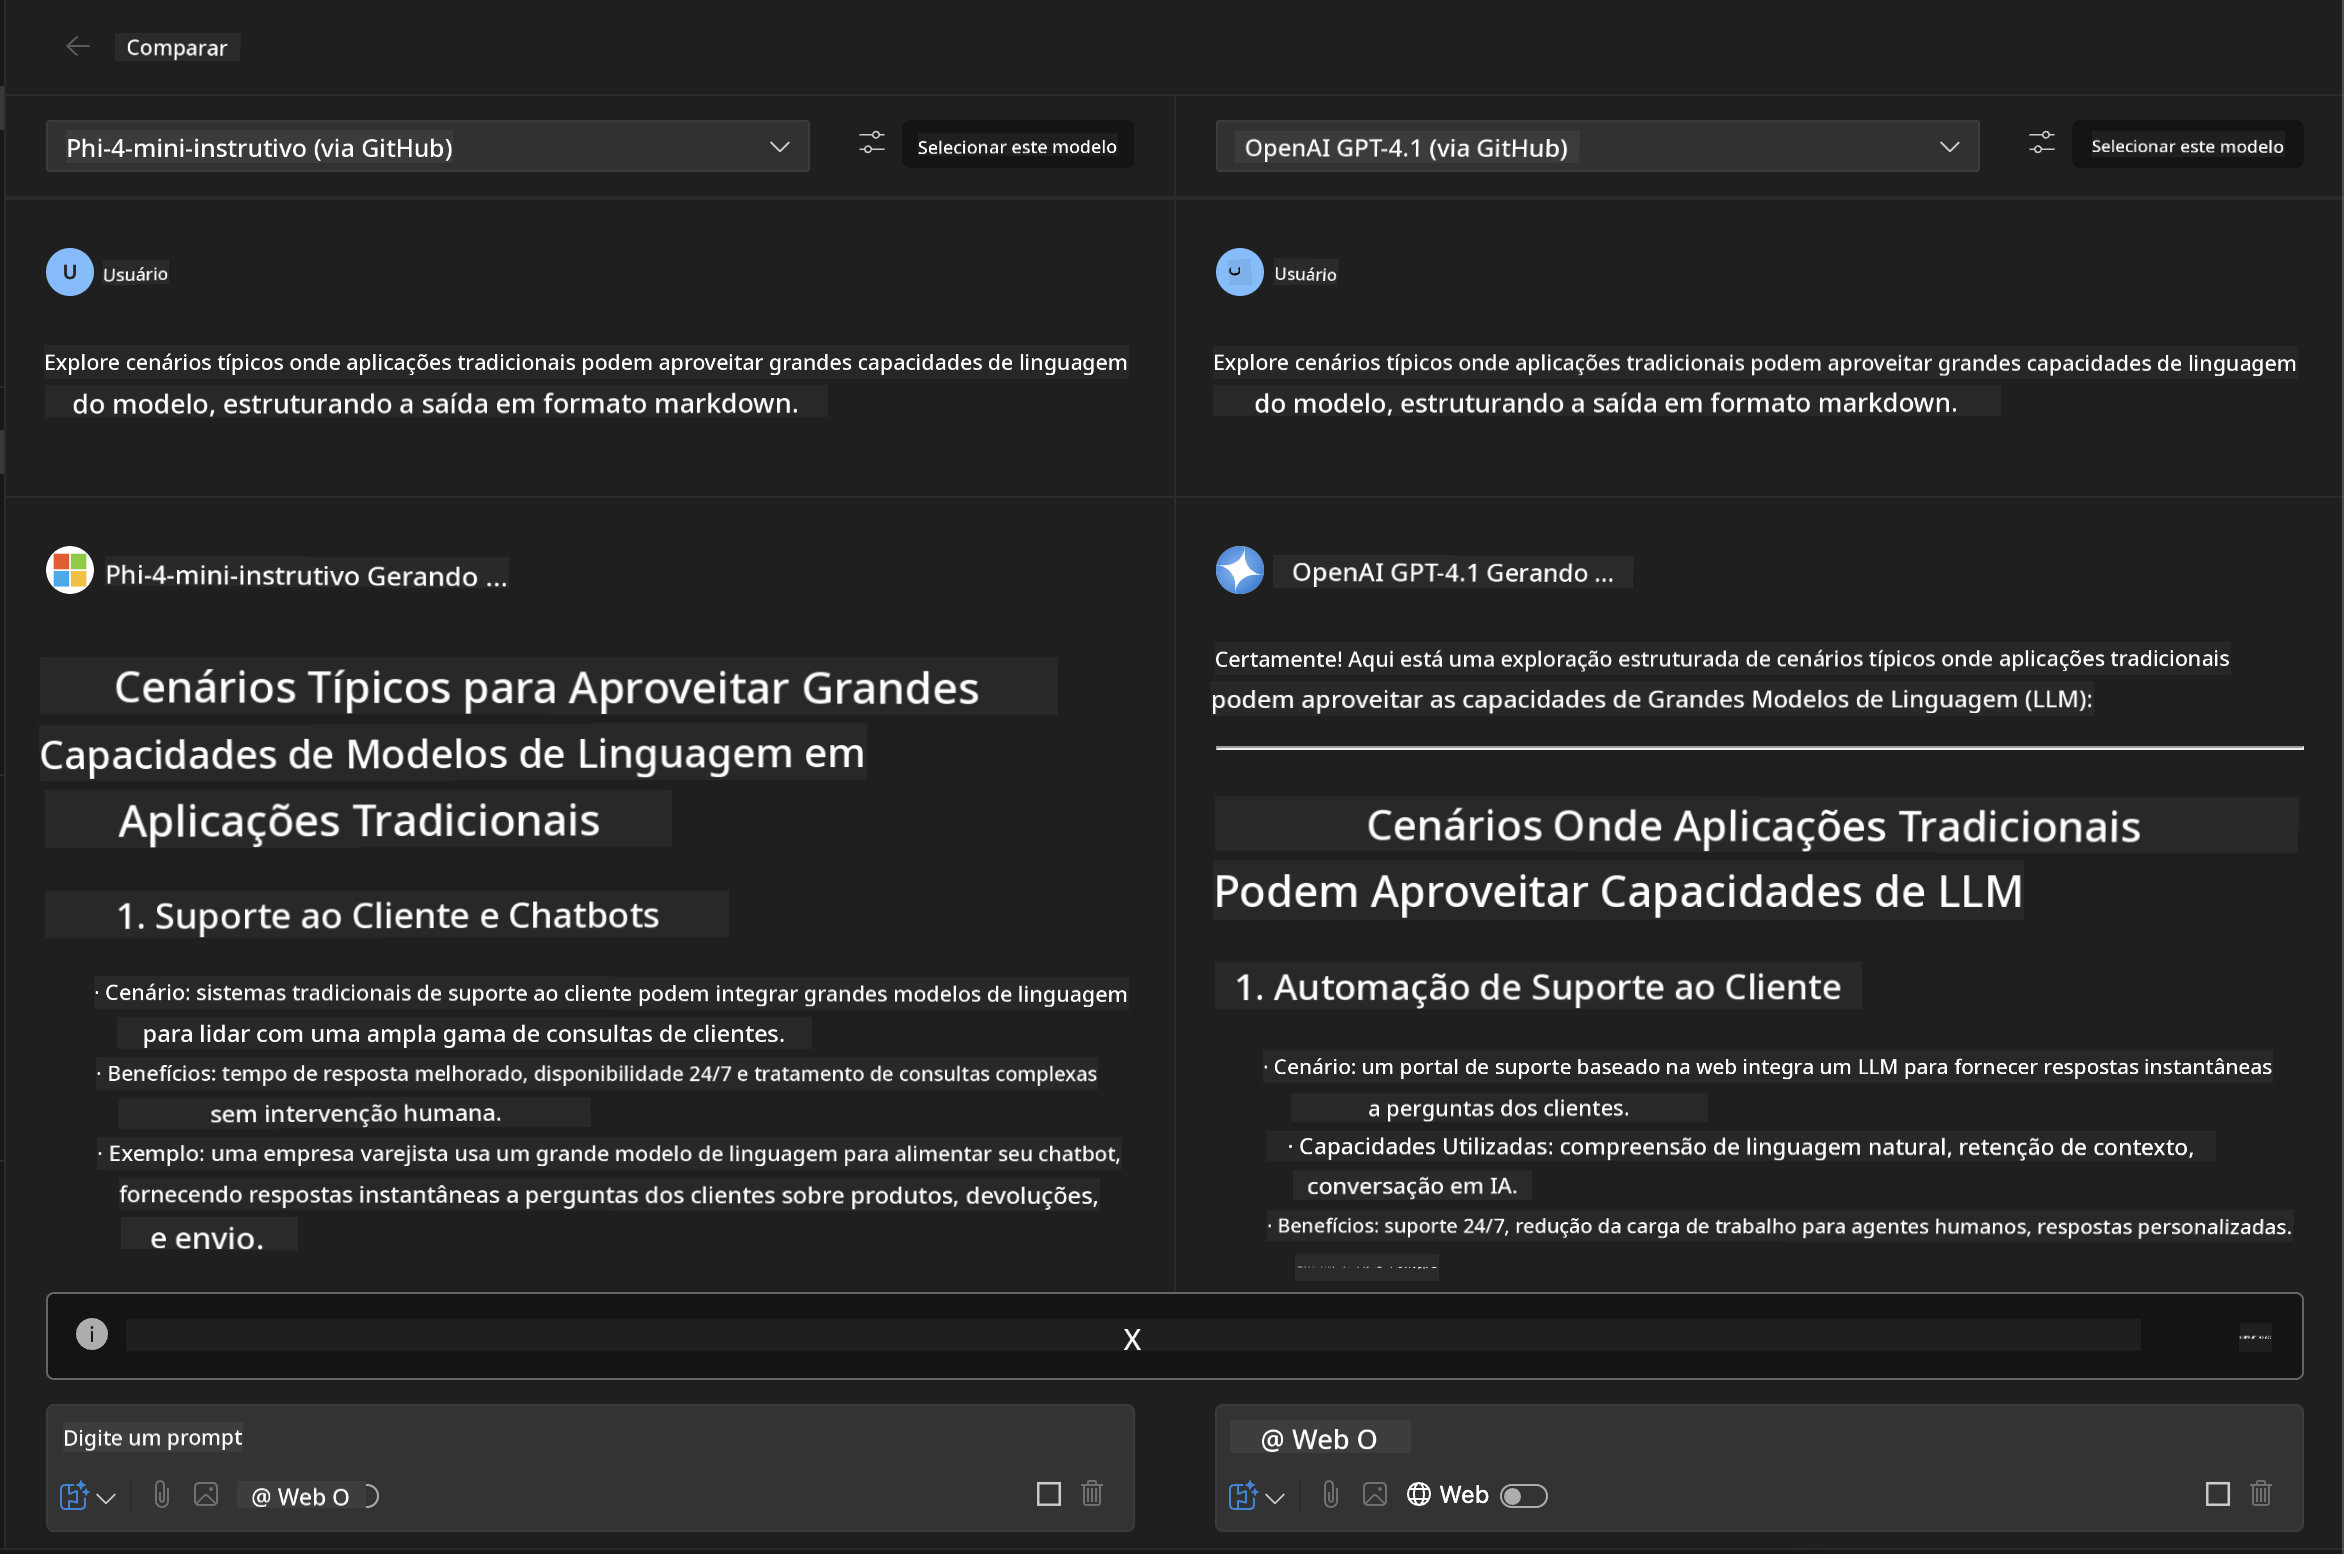 Comparar
Phi-4-mini-instrutivo (via GitHub)
Selecionar este modelo
U
Usuário
Explore cenários típicos onde aplicações tradicionais podem aproveitar grandes capacidades de linguagem
do modelo, estruturando a saída em formato markdown.
Phi-4-mini-instrutivo Gerando ...
Cenários Típicos para Aproveitar Grandes
Capacidades de Modelos de Linguagem em
Aplicações Tradicionais
1. Suporte ao Cliente e Chatbots
· Cenário: sistemas tradicionais de suporte ao cliente podem integrar grandes modelos de linguagem
para lidar com uma ampla gama de consultas de clientes.
· Benefícios: tempo de resposta melhorado, disponibilidade 24/7 e tratamento de consultas complexas
sem intervenção humana.
· Exemplo: uma empresa varejista usa um grande modelo de linguagem para alimentar seu chatbot,
fornecendo respostas instantâneas a perguntas dos clientes sobre produtos, devoluções,
e envio.
OpenAI GPT-4.1 (via GitHub)
Selecionar este modelo
Usuário
Explore cenários típicos onde aplicações tradicionais podem aproveitar grandes capacidades de linguagem
do modelo, estruturando a saída em formato markdown.
OpenAI GPT-4.1 Gerando ...
Certamente! Aqui está uma exploração estruturada de cenários típicos onde aplicações tradicionais
podem aproveitar as capacidades de Grandes Modelos de Linguagem (LLM):
Cenários Onde Aplicações Tradicionais
Podem Aproveitar Capacidades de LLM
1. Automação de Suporte ao Cliente
· Cenário: um portal de suporte baseado na web integra um LLM para fornecer respostas instantâneas
a perguntas dos clientes.
· Capacidades Utilizadas: compreensão de linguagem natural, retenção de contexto,
conversação em IA.
· Benefícios: suporte 24/7, redução da carga de trabalho para agentes humanos, respostas personalizadas.
X
Digite um prompt
@ Web O
@ Web O
Web